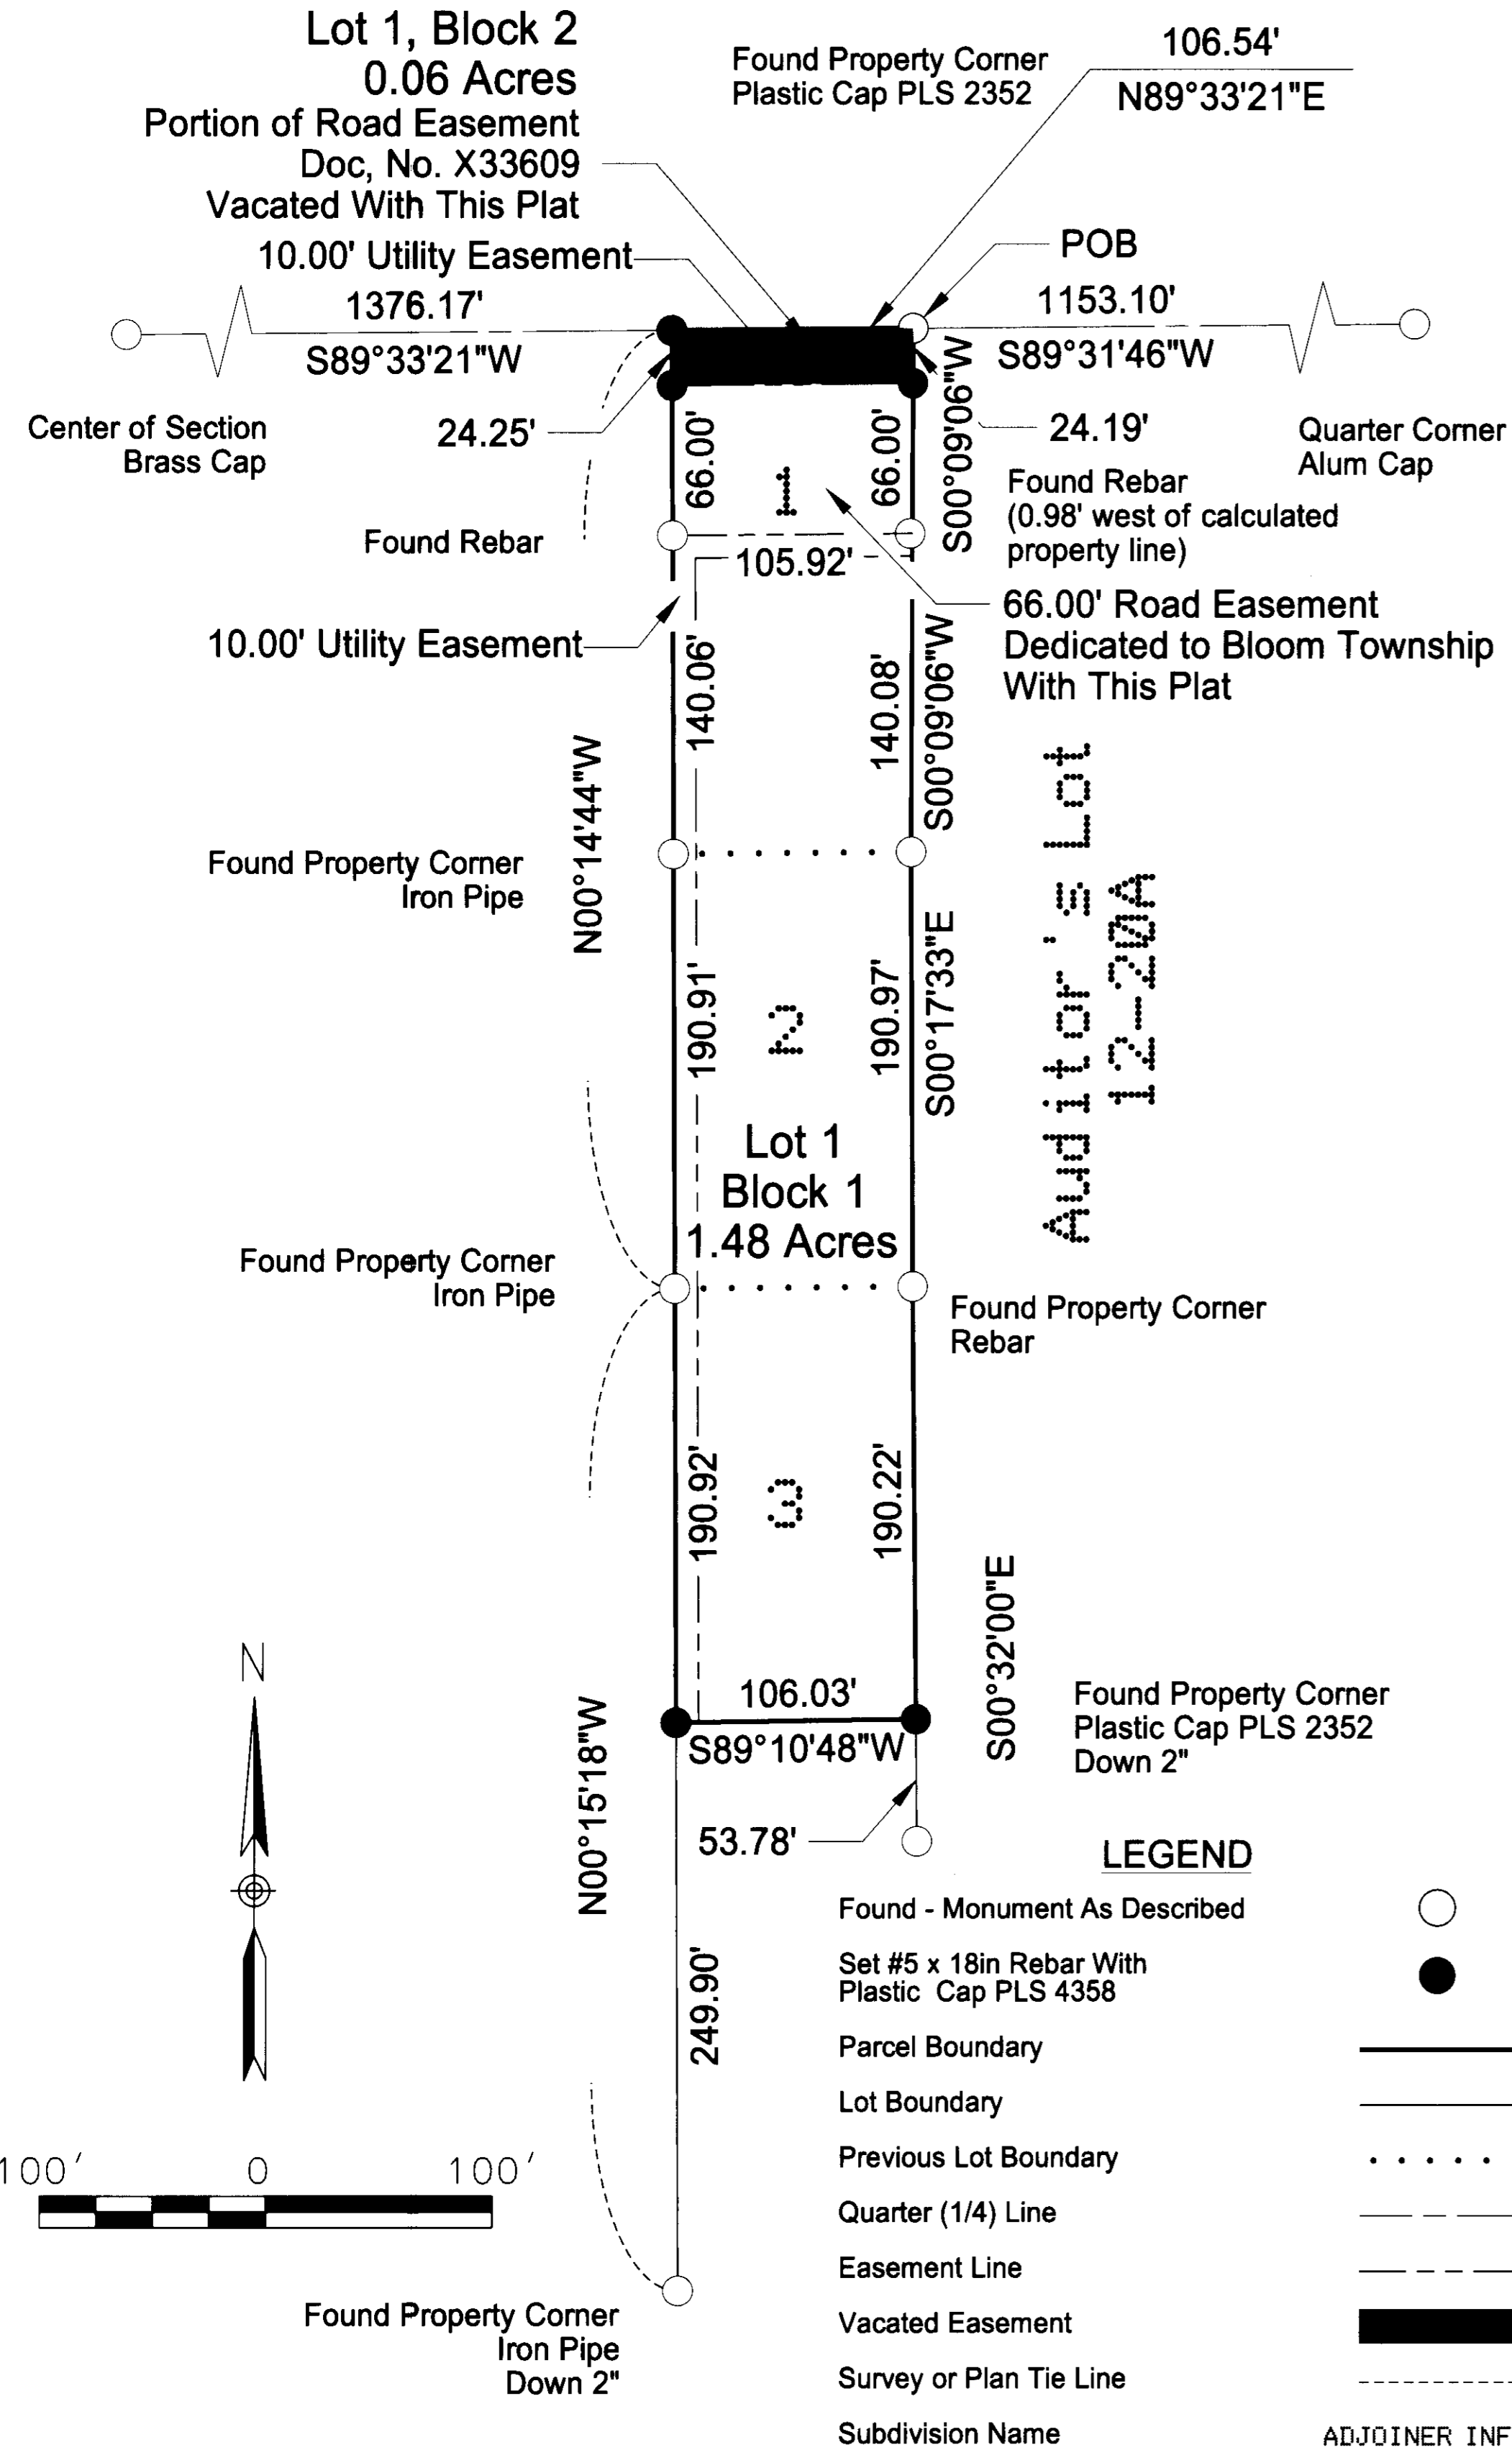 Lot 1, Block 2
0.06 Acres
Portion of Road Easement
Doc, No. X33609
Vacated With This Plat
10.00' Utility Easement
Found Property Corner
Plastic Cap PLS 2352
106.54'
N89°33'21"E
POB
1376.17'
S89°33'21"W
1153.10'
S89°31'46"W
Center of Section
Brass Cap
24.25'
24.19'
Quarter Corner
Alum Cap
66.00'
1
66.00'
S00°09'06"W
Found Rebar
Found Rebar
(0.98' west of calculated
property line)
105.92'
66.00' Road Easement
Dedicated to Bloom Township
With This Plat
10.00' Utility Easement
140.06'
140.08'
S00°09'06"W
N00°14'44"W
Found Property Corner
Iron Pipe
Auditor's Lot
12-20A
190.91'
2
190.97'
S00°17'33"E
Lot 1
Block 1
1.48 Acres
Found Property Corner
Iron Pipe
Found Property Corner
Rebar
190.92'
3
190.22'
S00°32'00"E
106.03'
S89°10'48"W
Found Property Corner
Plastic Cap PLS 2352
Down 2"
N
N00°15'18"W
53.78'
249.90'
100' 0 100'
Found Property Corner
Iron Pipe
Down 2"
LEGEND
Found - Monument As Described
Set #5 x 18in Rebar With
Plastic Cap PLS 4358
Parcel Boundary
Lot Boundary
Previous Lot Boundary
Quarter (1/4) Line
Easement Line
Vacated Easement
Survey or Plan Tie Line
Subdivision Name
ADJOINER INF